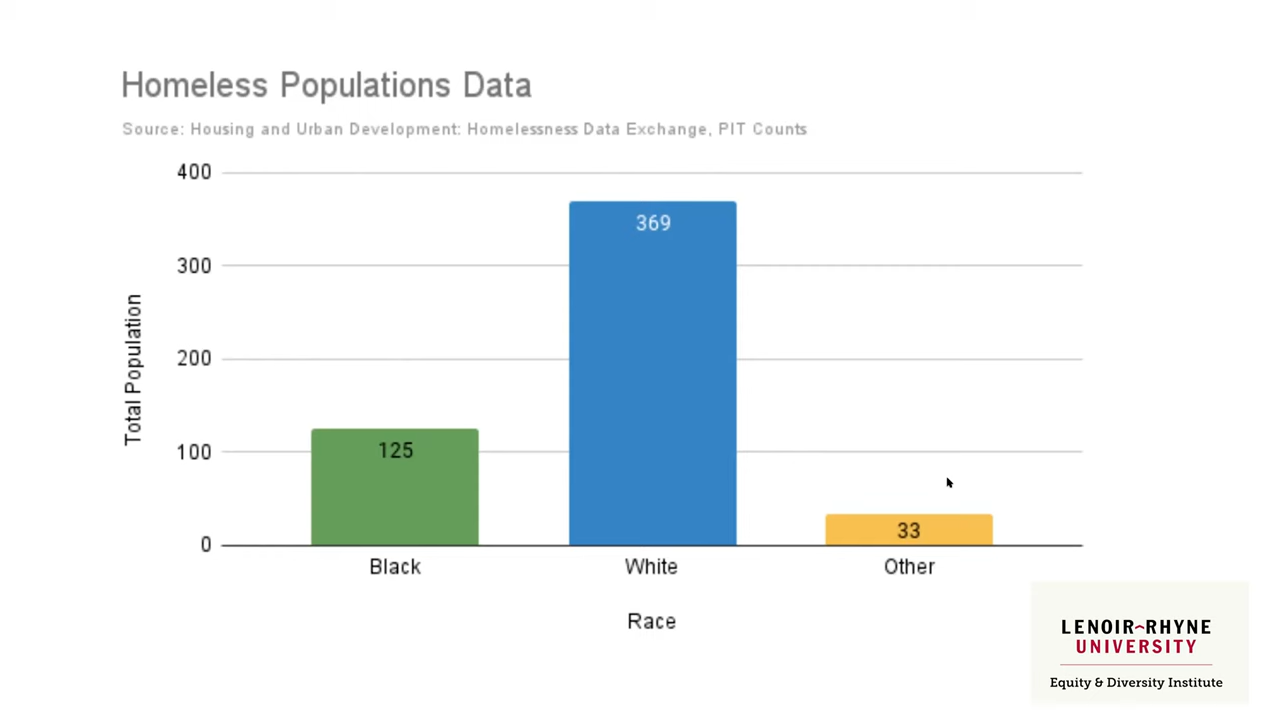 Homeless Populations Data
Source: Housing and Urban Development: Homelessness Data Exchange, PIT Counts
400
300
200
100
0
Total Population
125
369
33
Black
White
Other
Race
LENOIR-RHYNE
UNIVERSITY
Equity & Diversity Institute